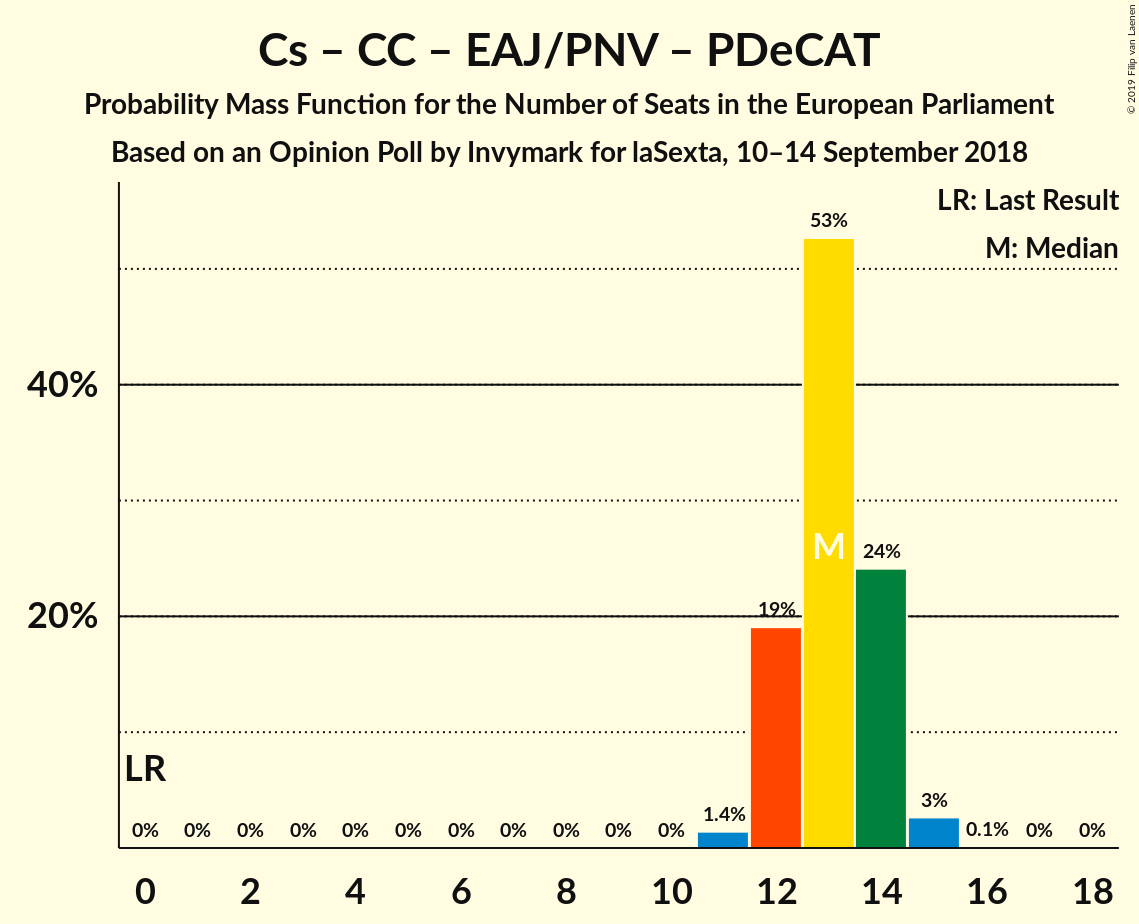 Cs – CC – EAJ/PNV – PDeCAT
Probability Mass Function for the Number of Seats in the European Parliament
Based on an Opinion Poll by Invymark for laSexta, 10–14 September 2018
© 2019 Filip van Laenen
LR: Last Result
M: Median
53%
40%
M
24%
19%
20%
LR
0% 0% 0% 0% 0% 0% 0% 0% 0% 0% 0% 1.4% 3% 0.1% 0% 0%
0 2 4 6 8 10 12 14 16 18